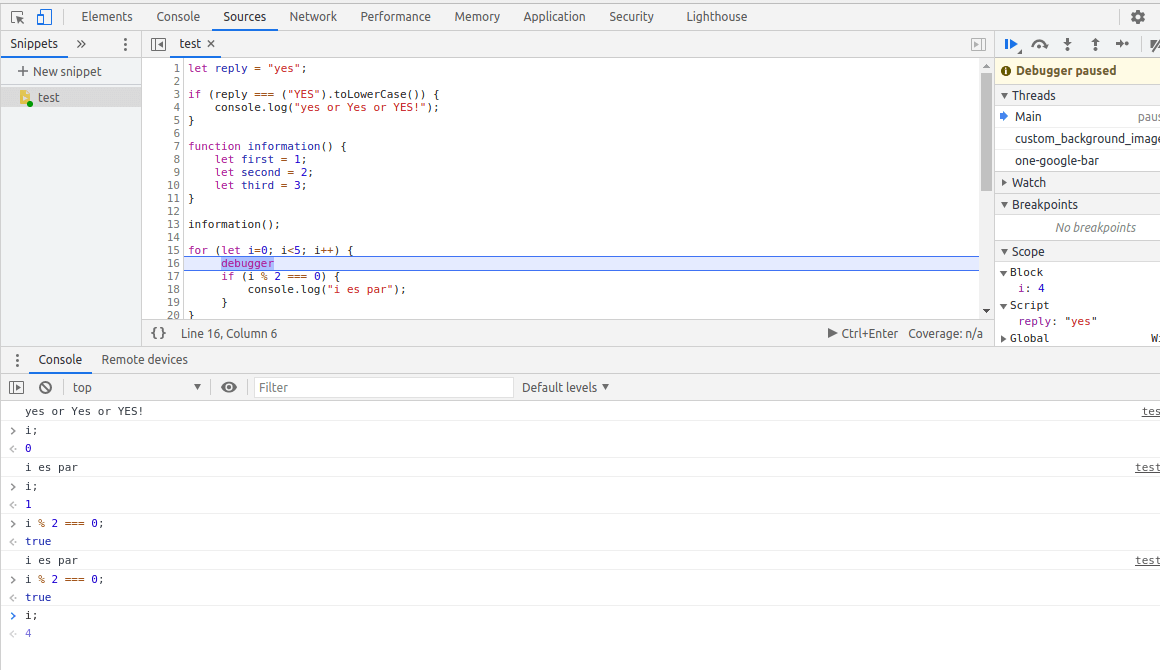 Elements Console Sources Network Performance Memory Application Security Lighthouse
Snippets » test ×
+ New snippet
test
1 let reply = "yes";
2
3 if (reply === ("YES").toLowerCase()) {
4 console.log("yes or Yes or YES!");
5 }
6
7 function information() {
8 let first = 1;
9 let second = 2;
10 let third = 3;
11 }
12
13 information();
14
15 for (let i=0; i<5; i++) {
16 debugger
17 if (i % 2 === 0) {
18 console.log("i es par");
19 }
20 }
{} Line 16, Column 6 Ctrl+Enter Coverage: n/a
Debugger paused
Threads
Main paus
custom_background_image
one-google-bar
Watch
Breakpoints
No breakpoints
Scope
Block
i: 4
Script
reply: "yes"
Global Wi
Console Remote devices
top Filter Default levels
yes or Yes or YES! tes
> i;
0
i es par test
> i;
1
> i % 2 === 0;
true
i es par test
> i % 2 === 0;
true
> i;
4